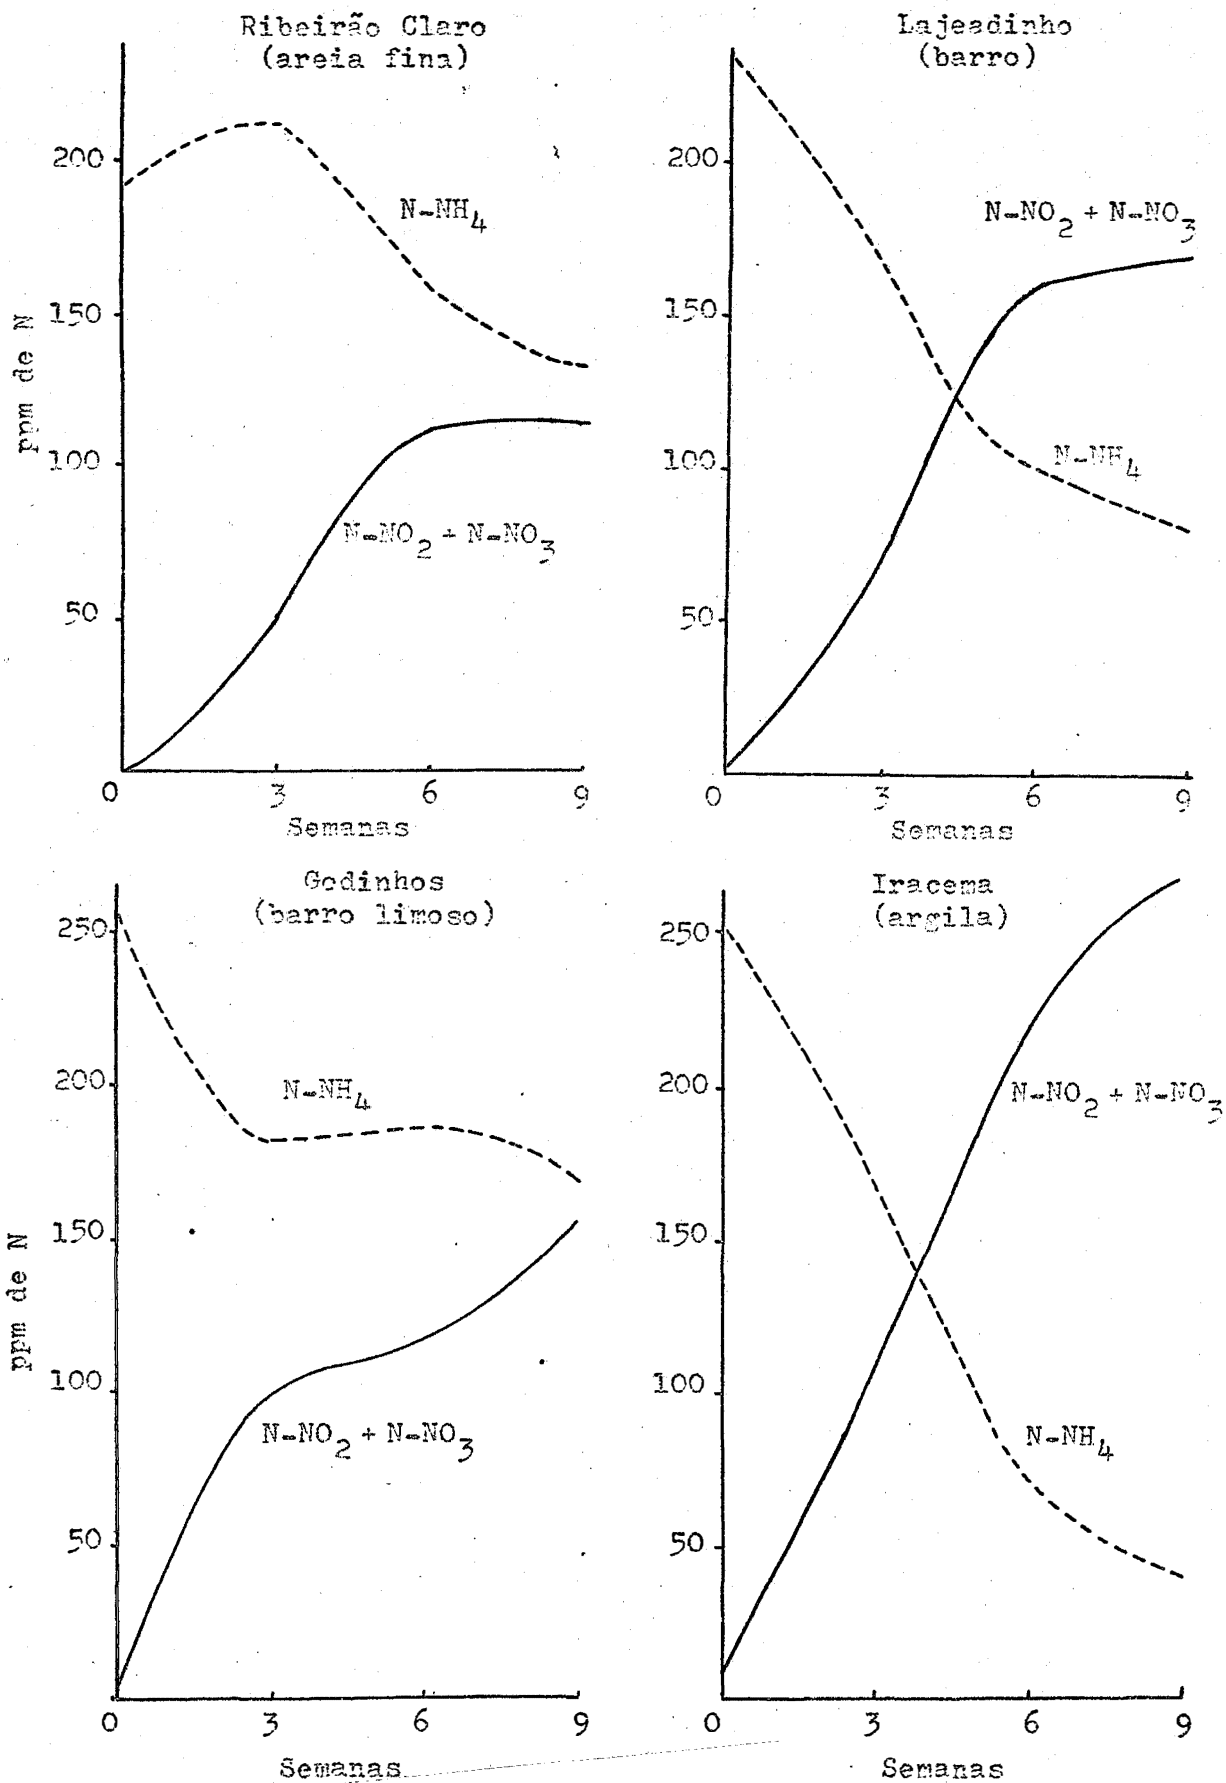 Ribeirão Claro
(areia fina)
200
150
100
50
ppm de N
N-NH4
N-NO2 + N-NO3
0 3 6 9
Semanas
Lajeadinho
(barro)
200
150
100
50
N-NO2 + N-NO3
N-NH4
0 3 6 9
Semanas
Godinhos
(barro limoso)
250
200
150
100
50
ppm de N
N-NH4
N-NO2 + N-NO3
0 3 6 9
Semanas
Iracema
(argila)
250
200
150
100
50
N-NO2 + N-NO3
N-NH4
0 3 6 9
Semanas